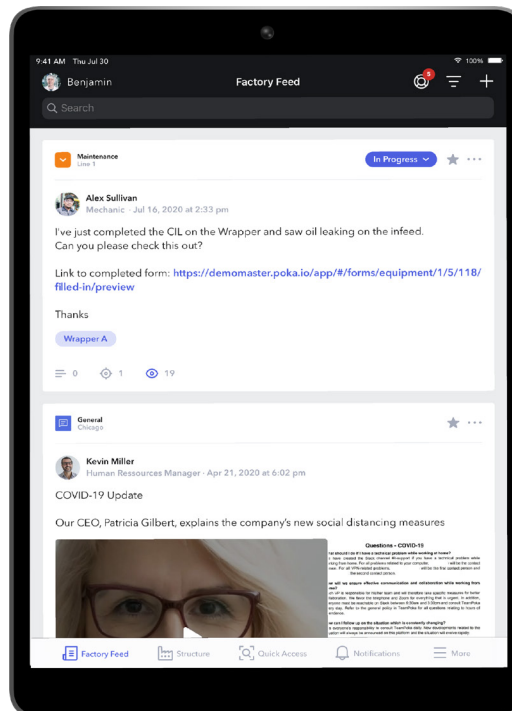 9:41 AM Thu Jul 30
100%
Benjamin
Factory Feed
5
Search
Maintenance
Line 1
In Progress
Alex Sullivan
Mechanic · Jul 16, 2020 at 2:33 pm
I've just completed the CIL on the Wrapper and saw oil leaking on the infeed.
Can you please check this out?
Link to completed form: https://demomaster.poka.io/app/#/forms/equipment/1/5/118/
filled-in/preview
Thanks
Wrapper A
0 1 19
General
Chicago
Kevin Miller
Human Ressources Manager · Apr 21, 2020 at 6:02 pm
COVID-19 Update
Our CEO, Patricia Gilbert, explains the company's new social distancing measures
Questions - COVID-19
Factory Feed
Structure
Quick Access
Notifications
More